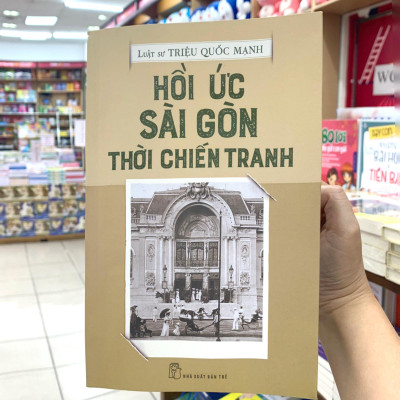 LUẬT SƯ TRIỆU QUỐC MẠNH
HỒI ỨC
SÀI GÒN
THỜI CHIẾN TRANH
NHÀ XUẤT BẢN TRẺ